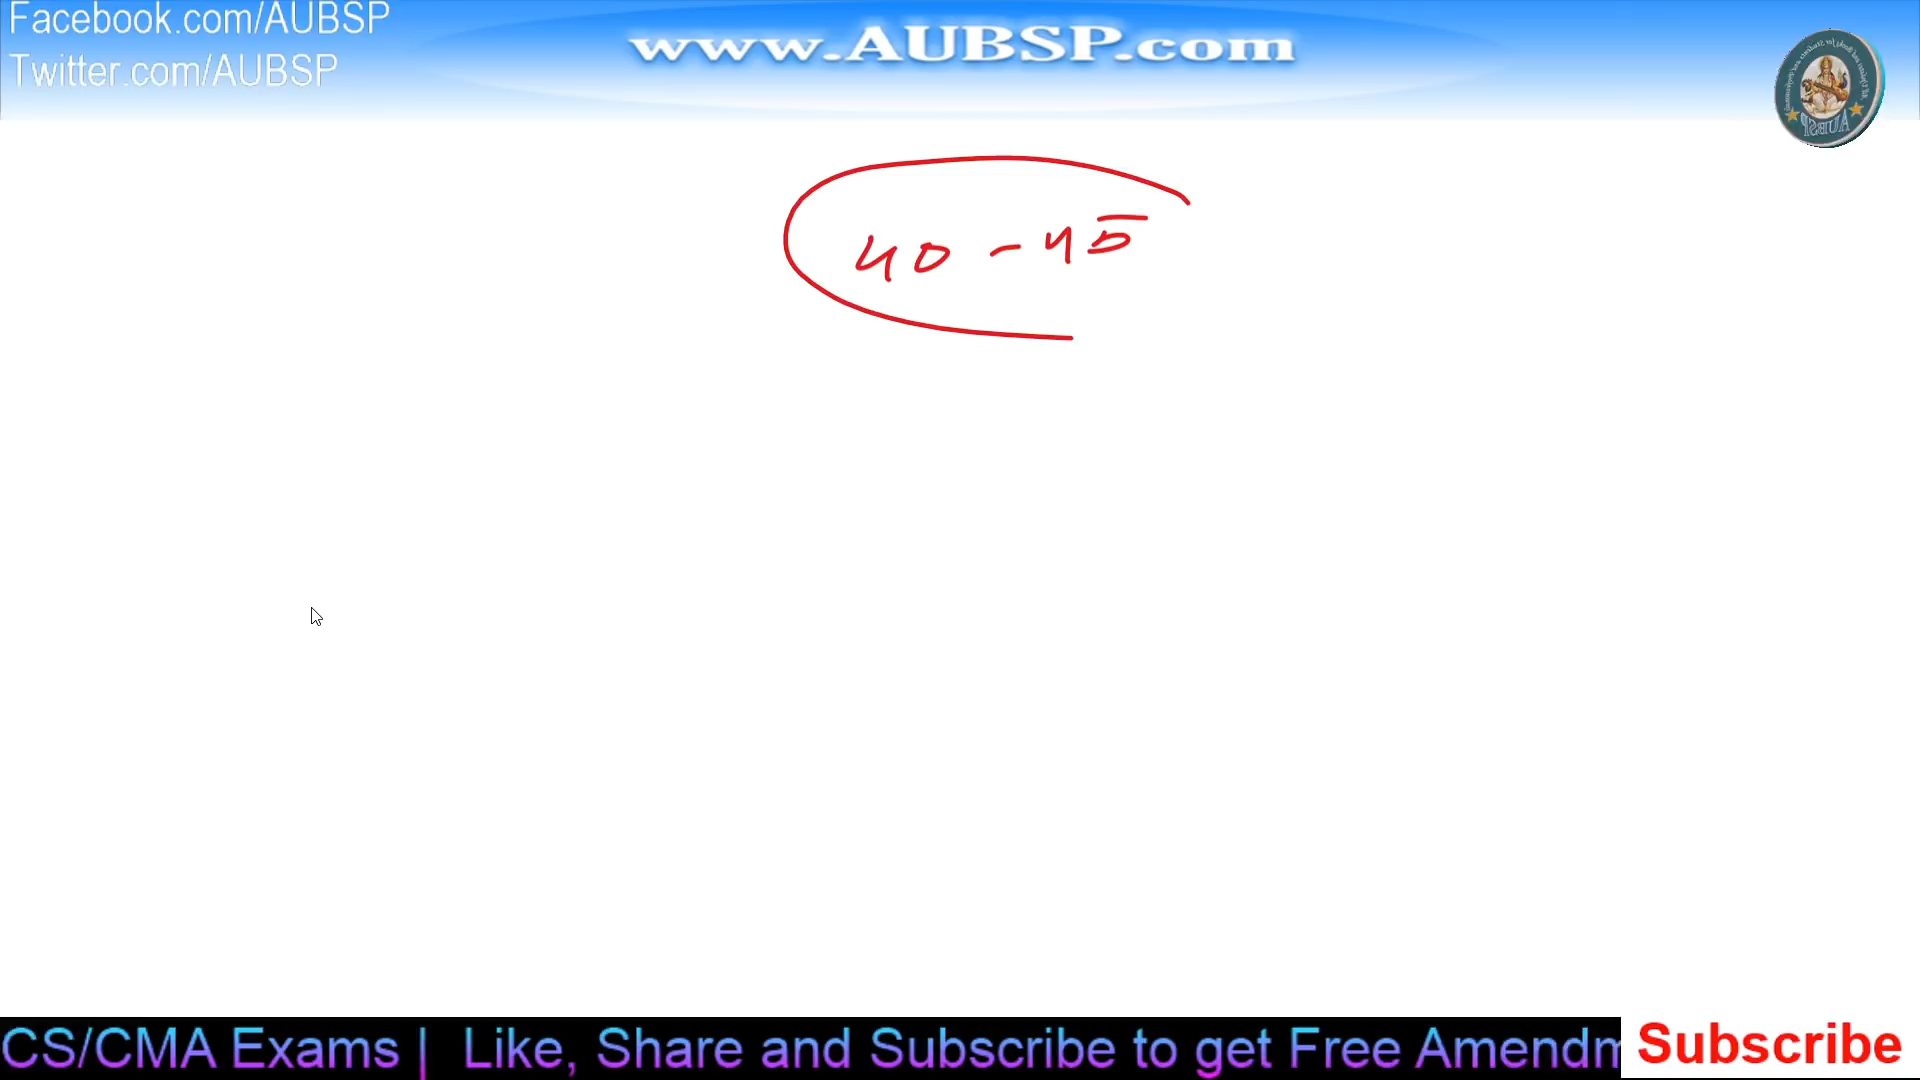 Facebook.com/AUBSP
Twitter.com/AUBSP
www.AUBSP.com
AUBSP
40 - 45
CS/CMA Exams | Like, Share and Subscribe to get Free Amendm
Subscribe